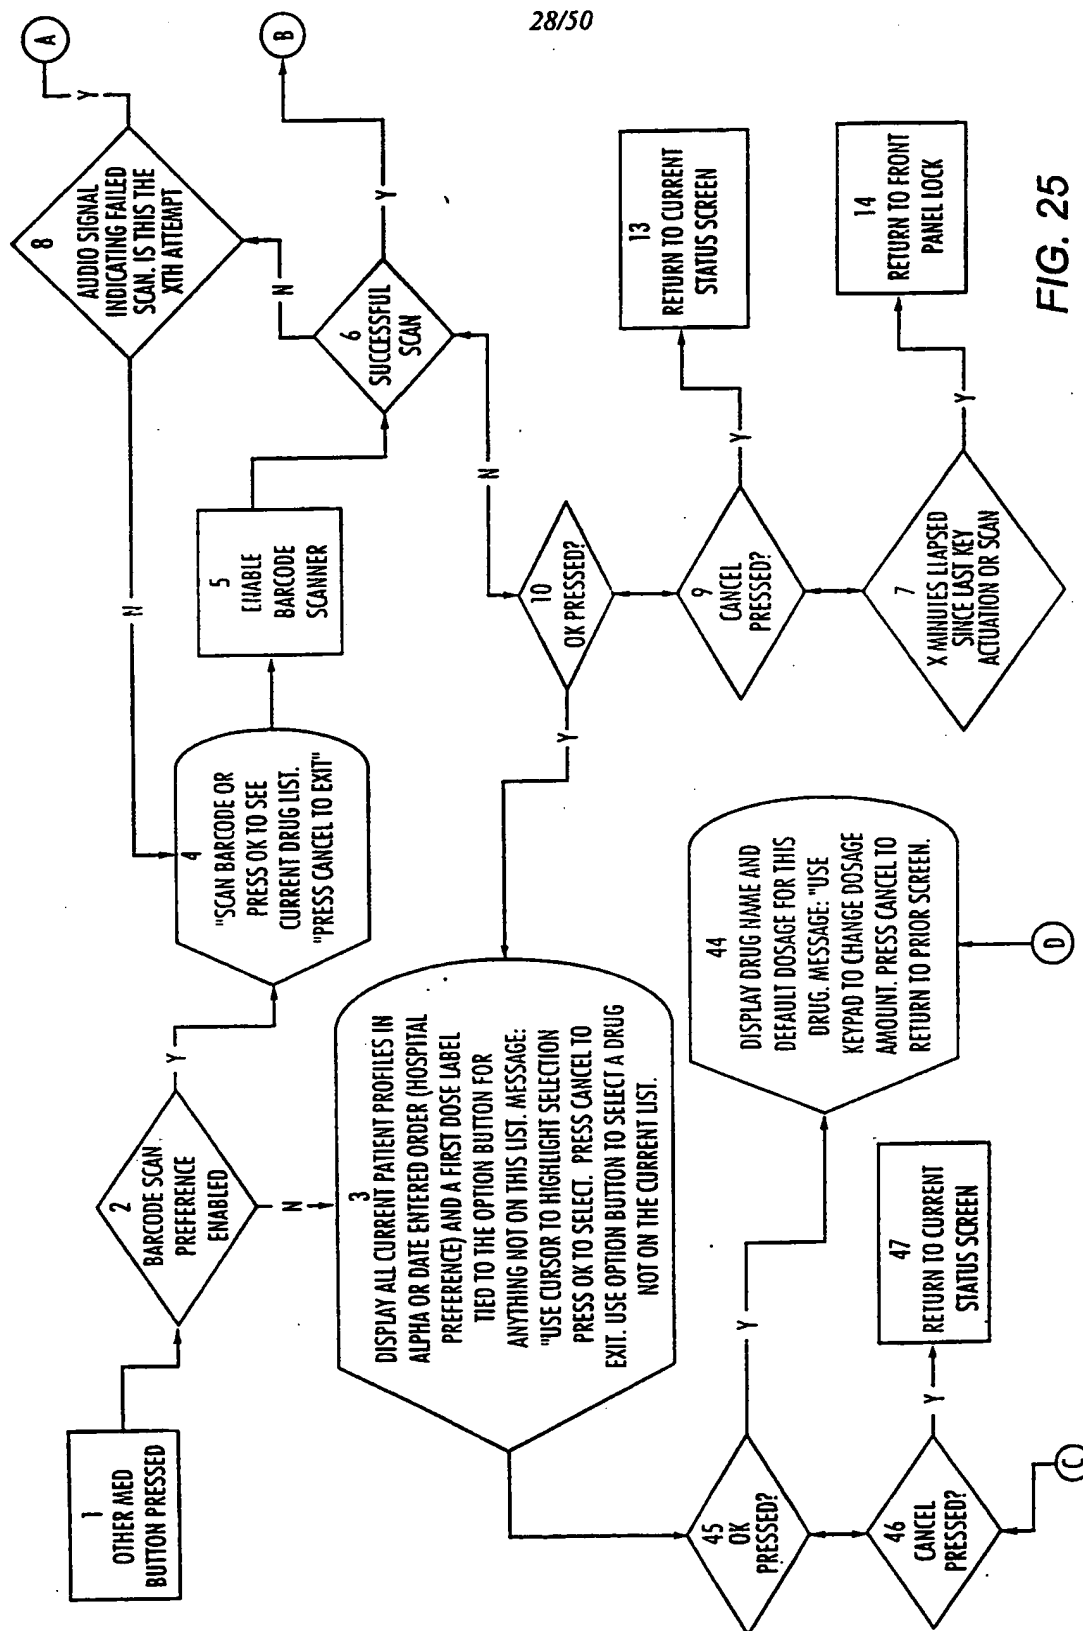 28/50
1
OTHER MED
BUTTON PRESSED
2
BARCODE SCAN
PREFERENCE
ENABLED
Y
N
4
"SCAN BARCODE OR
PRESS OK TO SEE
CURRENT DRUG LIST.
"PRESS CANCEL TO EXIT"
5
ENABLE
BARCODE
SCANNER
6
SUCCESSFUL
SCAN
Y
B
N
8
AUDIO SIGNAL
INDICATING FAILED
SCAN. IS THIS THE
XTH ATTEMPT
Y
A
N
N
10
OK PRESSED?
Y
9
CANCEL
PRESSED?
Y
13
RETURN TO CURRENT
STATUS SCREEN
7
X MINUTES ELAPSED
SINCE LAST KEY
ACTUATION OR SCAN
Y
14
RETURN TO FRONT
PANEL LOCK
3
DISPLAY ALL CURRENT PATIENT PROFILES IN
ALPHA OR DATE ENTERED ORDER (HOSPITAL
PREFERENCE) AND A FIRST DOSE LABEL
TIED TO THE OPTION BUTTON FOR
ANYTHING NOT ON THIS LIST. MESSAGE:
"USE CURSOR TO HIGHLIGHT SELECTION
PRESS OK TO SELECT. PRESS CANCEL TO
EXIT. USE OPTION BUTTON TO SELECT A DRUG
NOT ON THE CURRENT LIST.
45
OK
PRESSED?
Y
44
DISPLAY DRUG NAME AND
DEFAULT DOSAGE FOR THIS
DRUG. MESSAGE: "USE
KEYPAD TO CHANGE DOSAGE
AMOUNT. PRESS CANCEL TO
RETURN TO PRIOR SCREEN.
D
46
CANCEL
PRESSED?
Y
47
RETURN TO CURRENT
STATUS SCREEN
C
FIG. 25